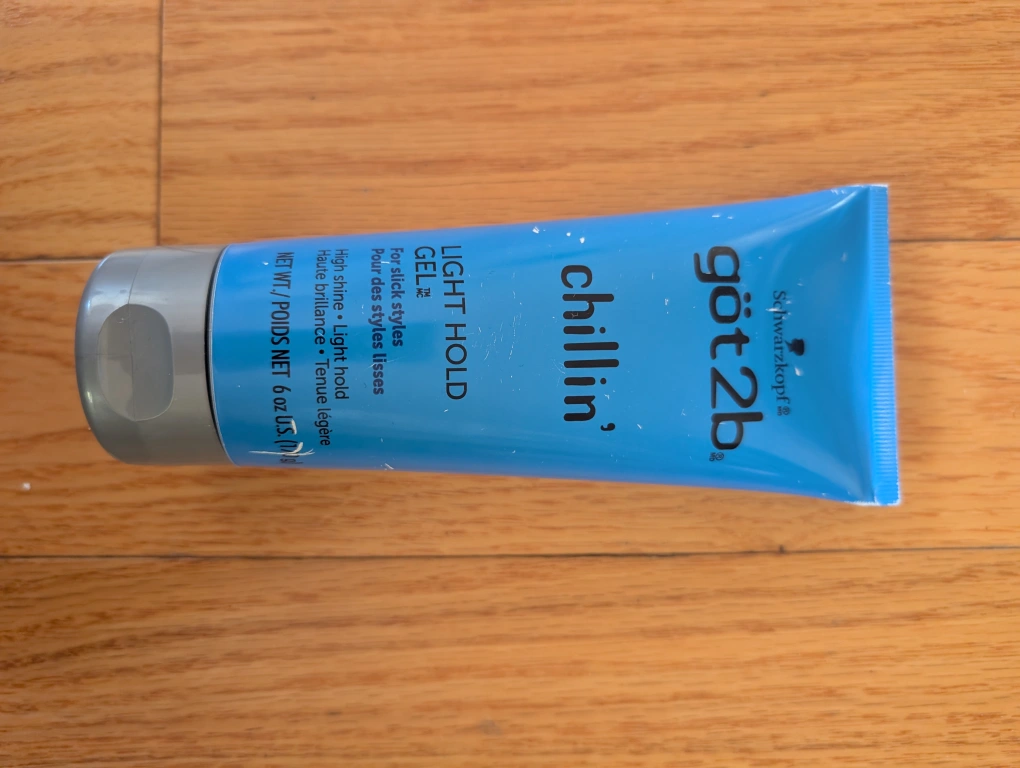 Schwarzkopf®
göt2b®
chillin'
LIGHT HOLD
GEL™ MC
For slick styles
Pour des styles lisses
High shine • Light hold
Haute brillance • Tenue légère
NET WT./POIDS NET 6 oz U.S.